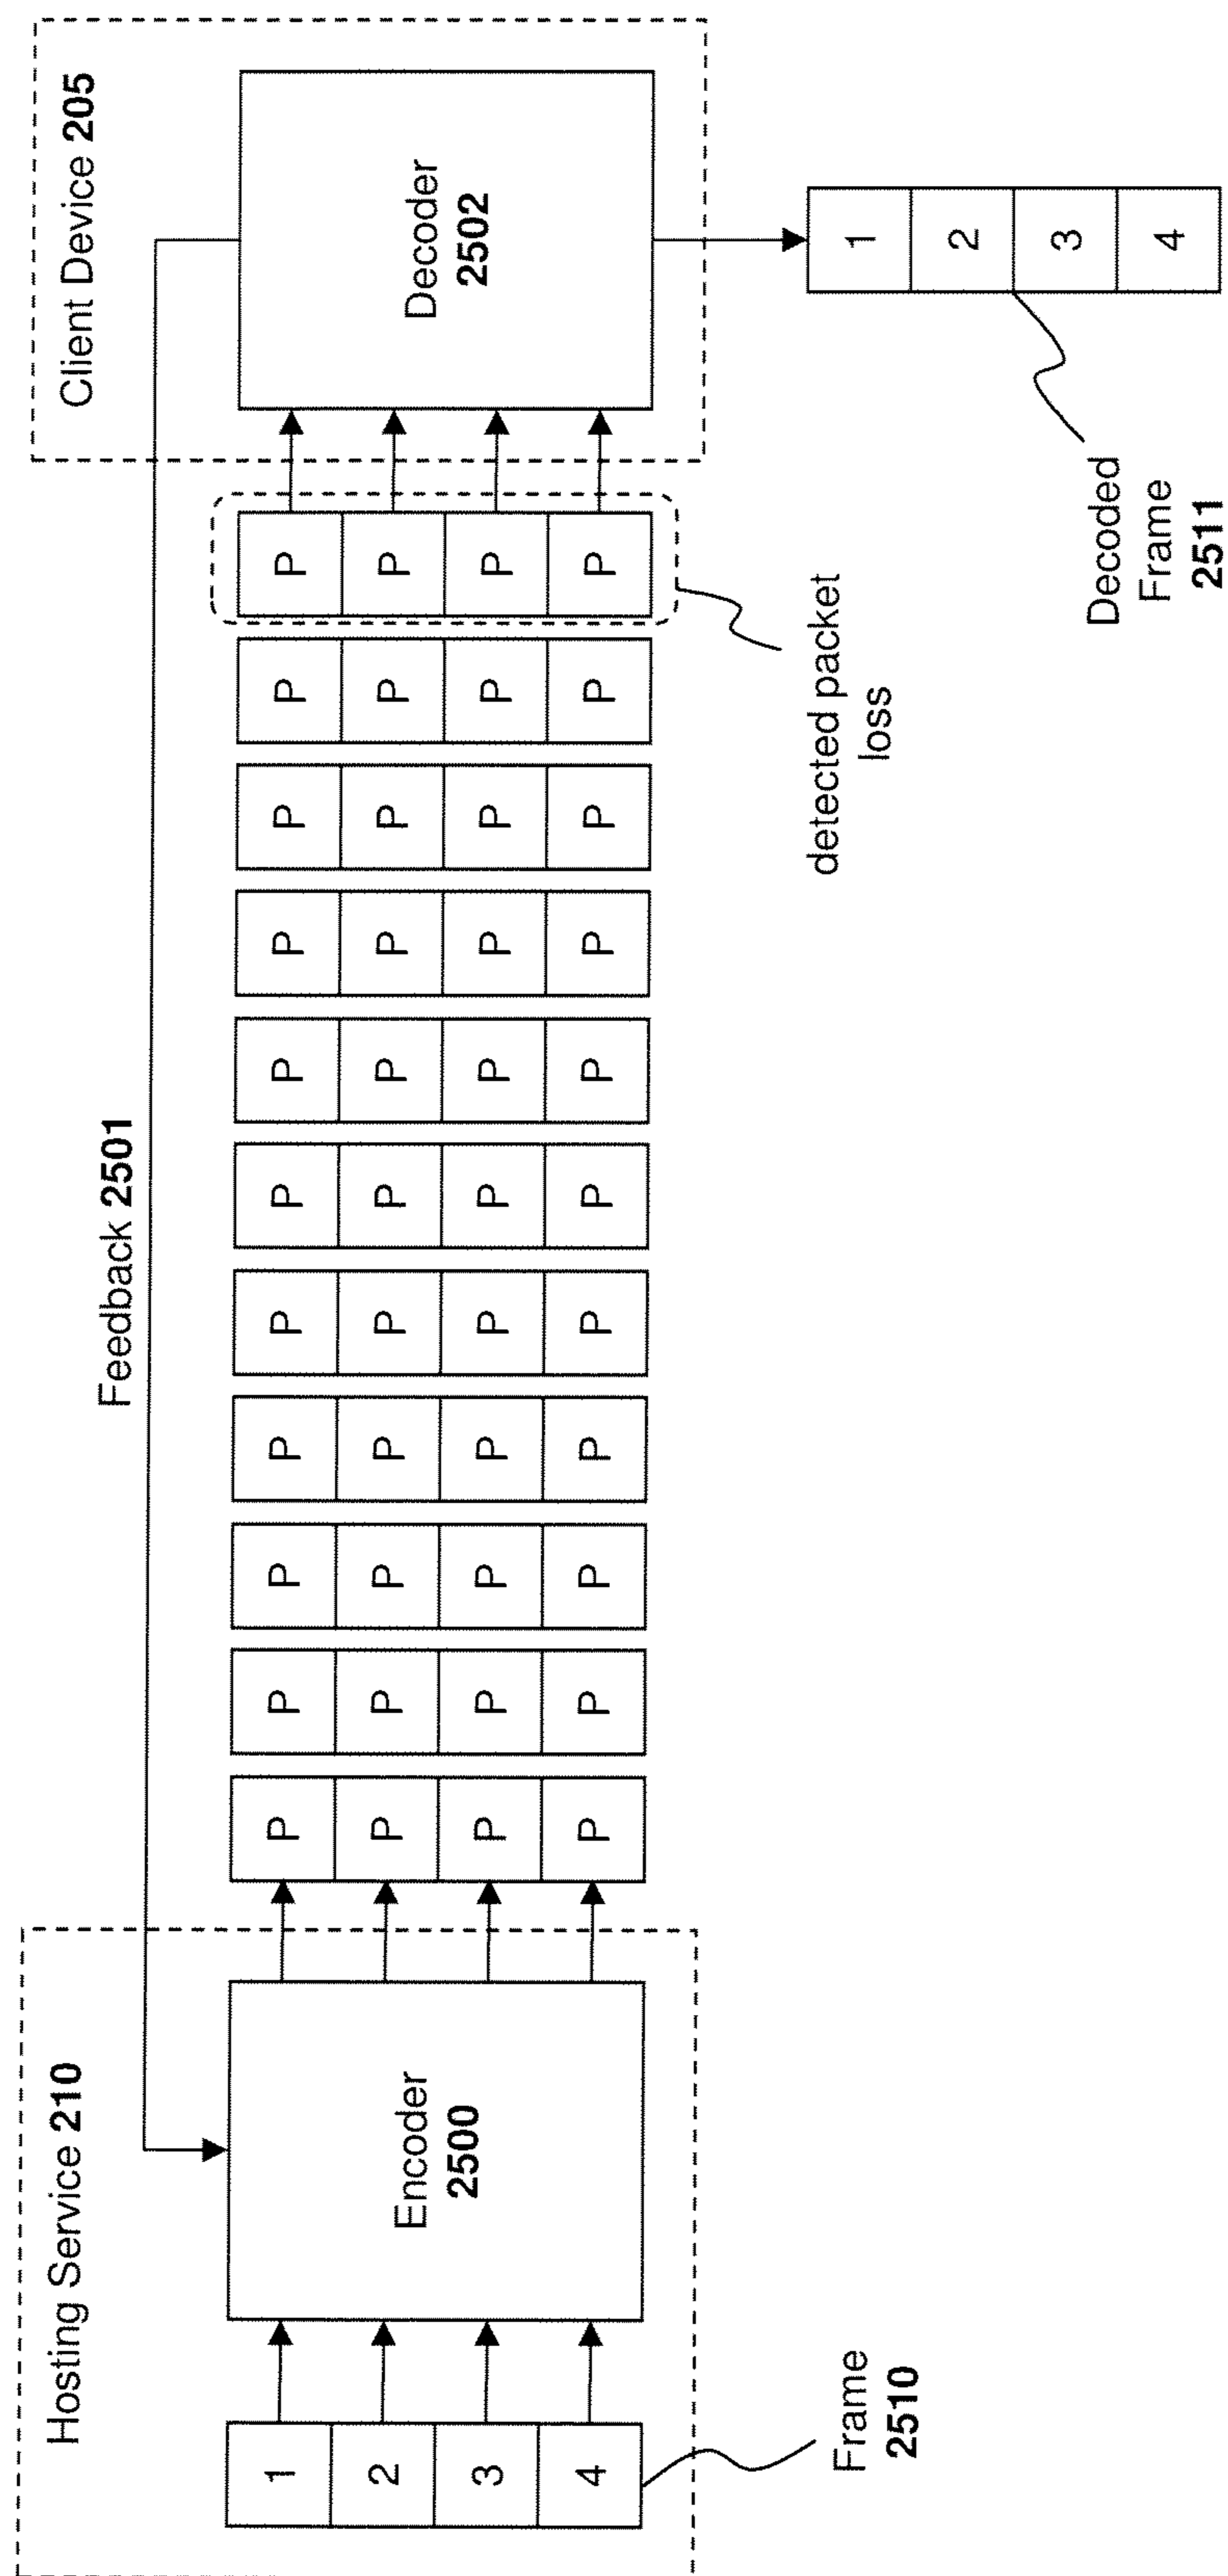 Hosting Service 210
Feedback 2501
Client Device 205
1
2
3
4
Encoder
2500
P P P P P P P P P P P
P P P P P P P P P P P
P P P P P P P P P P P
P P P P P P P P P P P
Decoder
2502
Frame
2510
detected packet
loss
1
2
3
4
Decoded
Frame
2511